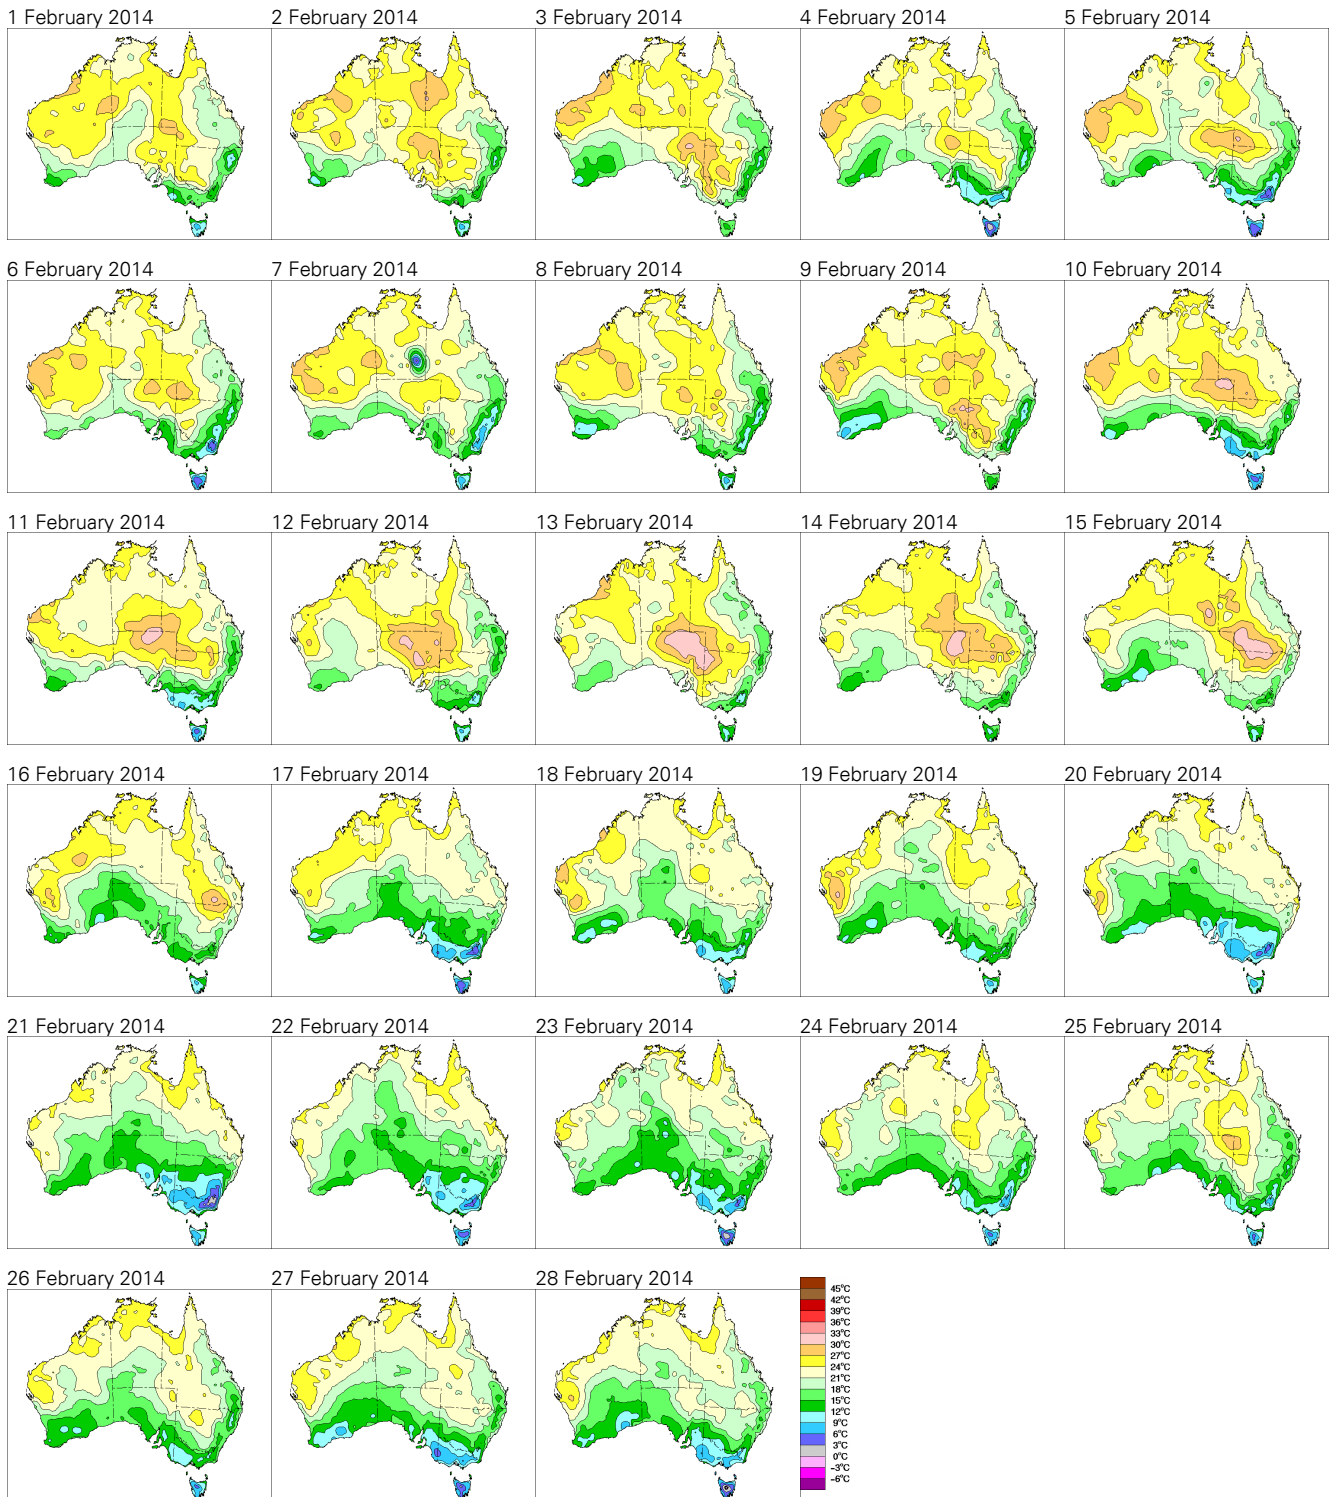 1 February 2014
2 February 2014
3 February 2014
4 February 2014
5 February 2014
6 February 2014
7 February 2014
8 February 2014
9 February 2014
10 February 2014
11 February 2014
12 February 2014
13 February 2014
14 February 2014
15 February 2014
16 February 2014
17 February 2014
18 February 2014
19 February 2014
20 February 2014
21 February 2014
22 February 2014
23 February 2014
24 February 2014
25 February 2014
26 February 2014
27 February 2014
28 February 2014
45°C
42°C
39°C
36°C
33°C
30°C
27°C
24°C
21°C
18°C
15°C
12°C
9°C
6°C
3°C
0°C
−3°C
−6°C